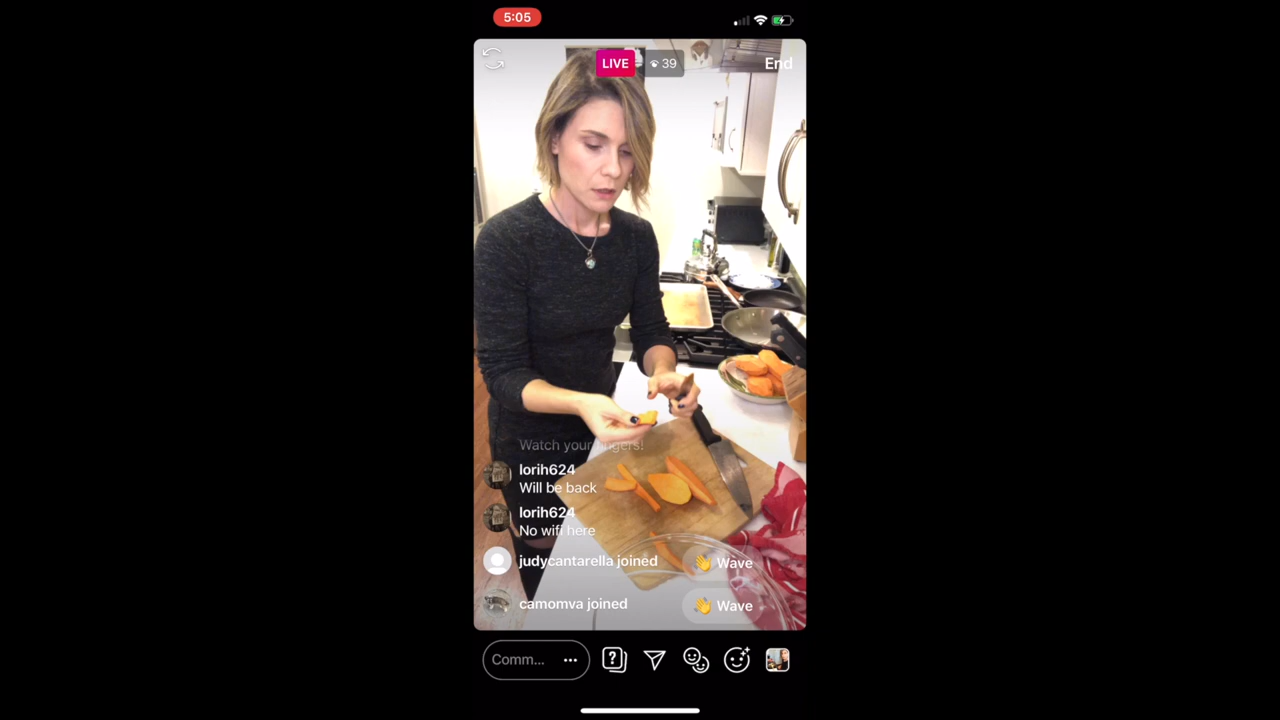 5:05
LIVE
39
End
Watch your fingers!
lorih624
Will be back
lorih624
No wifi here
judycantarella joined
Wave
camomva joined
Wave
Comm...
?